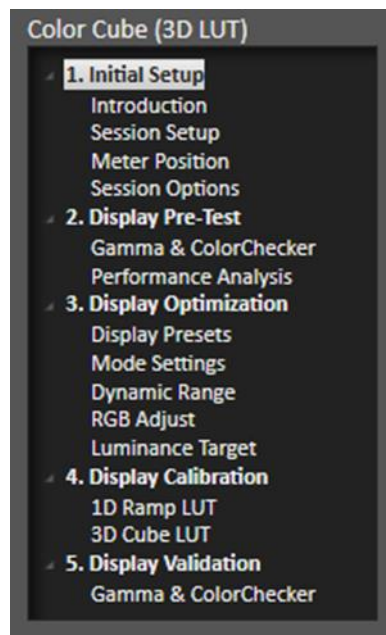 Color Cube (3D LUT)
1. Initial Setup
Introduction
Session Setup
Meter Position
Session Options
2. Display Pre-Test
Gamma & ColorChecker
Performance Analysis
3. Display Optimization
Display Presets
Mode Settings
Dynamic Range
RGB Adjust
Luminance Target
4. Display Calibration
1D Ramp LUT
3D Cube LUT
5. Display Validation
Gamma & ColorChecker